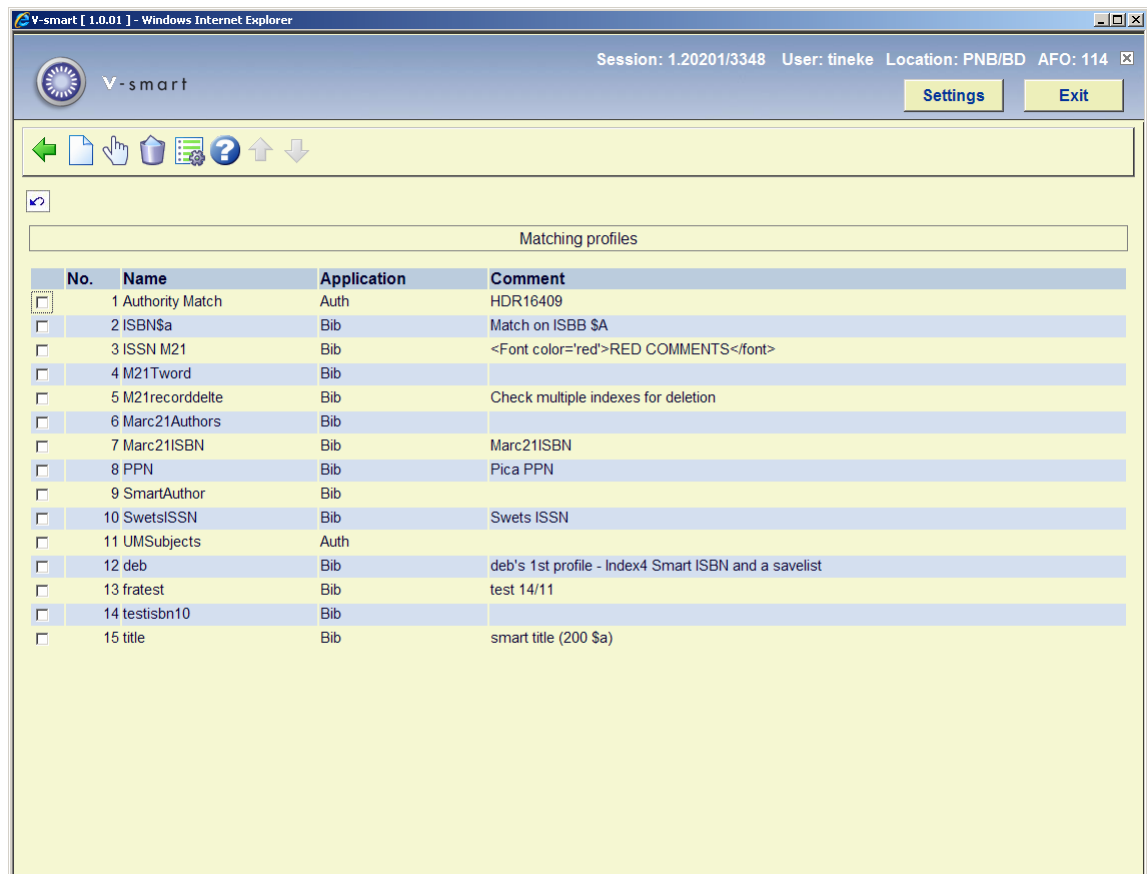 V-smart [ 1.0.01 ] - Windows Internet Explorer
Session: 1.20201/3348 User: tineke Location: PNB/BD AFO: 114
V-smart
Settings Exit
Matching profiles
No. Name Application Comment
1 Authority Match Auth HDR16409
2 ISBN$a Bib Match on ISBB $A
3 ISSN M21 Bib <Font color='red'>RED COMMENTS</font>
4 M21Tword Bib
5 M21recorddelte Bib Check multiple indexes for deletion
6 Marc21Authors Bib
7 Marc21ISBN Bib Marc21ISBN
8 PPN Bib Pica PPN
9 SmartAuthor Bib
10 SwetsISSN Bib Swets ISSN
11 UMSubjects Auth
12 deb Bib deb's 1st profile - Index4 Smart ISBN and a savelist
13 fratest Bib test 14/11
14 testisbn10 Bib
15 title Bib smart title (200 $a)